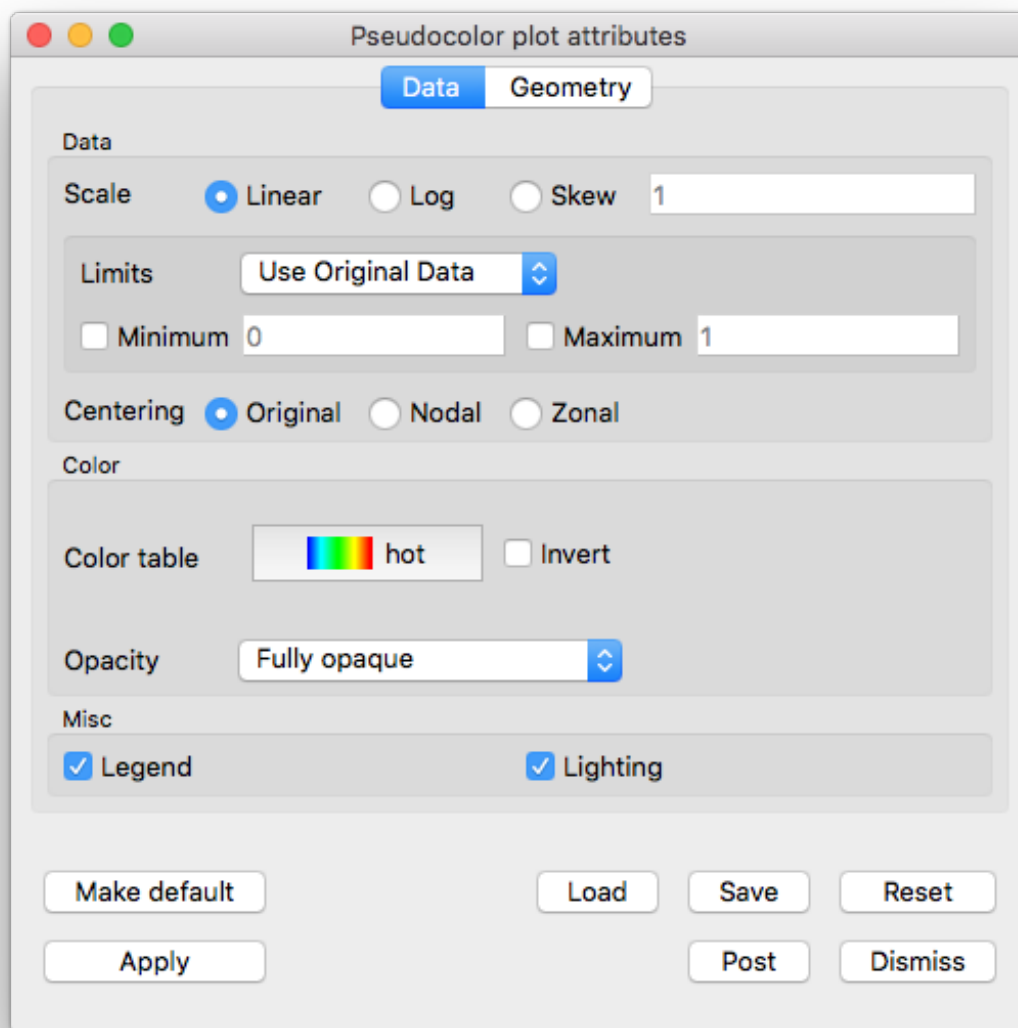 Pseudocolor plot attributes
Data Geometry
Data
Scale Linear Log Skew 1
Limits Use Original Data
Minimum 0 Maximum 1
Centering Original Nodal Zonal
Color
Color table hot Invert
Opacity Fully opaque
Misc
Legend Lighting
Make default Load Save Reset
Apply Post Dismiss